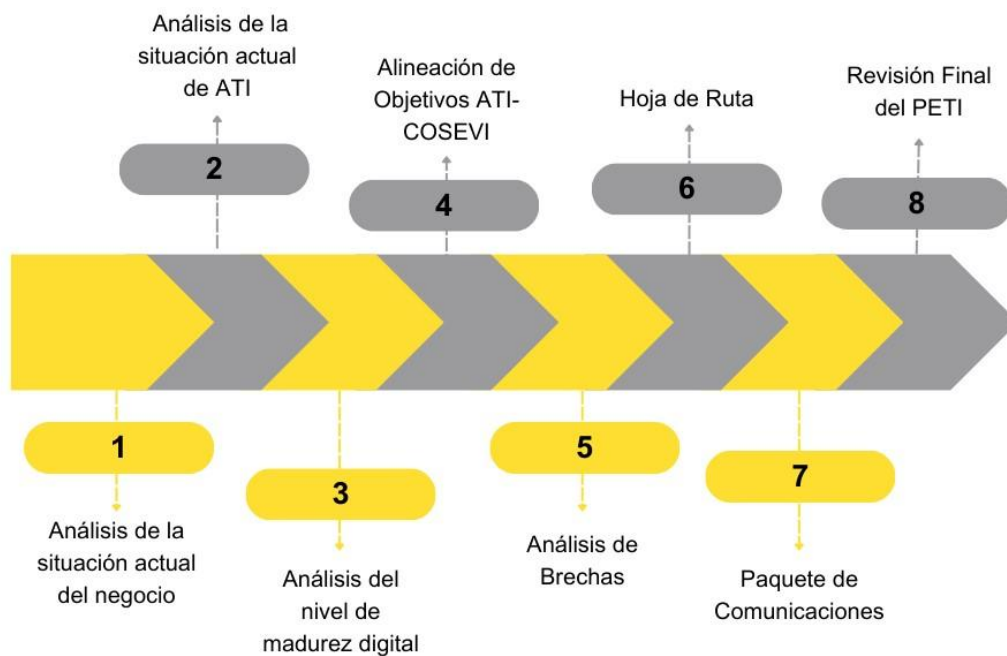 Análisis de la
situación actual
de ATI
2
Alineación de
Objetivos ATI-
COSEVI
4
Hoja de Ruta
6
Revisión Final
del PETI
8
1
Análisis de la
situación actual
del negocio
3
Análisis del
nivel de
madurez digital
5
Análisis de
Brechas
7
Paquete de
Comunicaciones